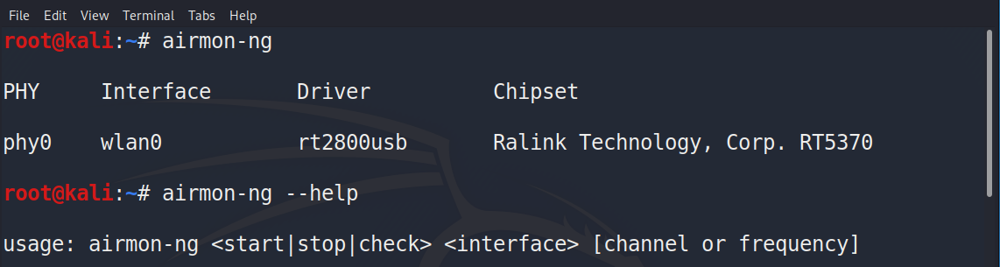 File Edit View Terminal Tabs Help
root@kali:~# airmon-ng
PHY Interface Driver Chipset
phy0 wlan0 rt2800usb Ralink Technology, Corp. RT5370
root@kali:~# airmon-ng --help
usage: airmon-ng <start|stop|check> <interface> [channel or frequency]